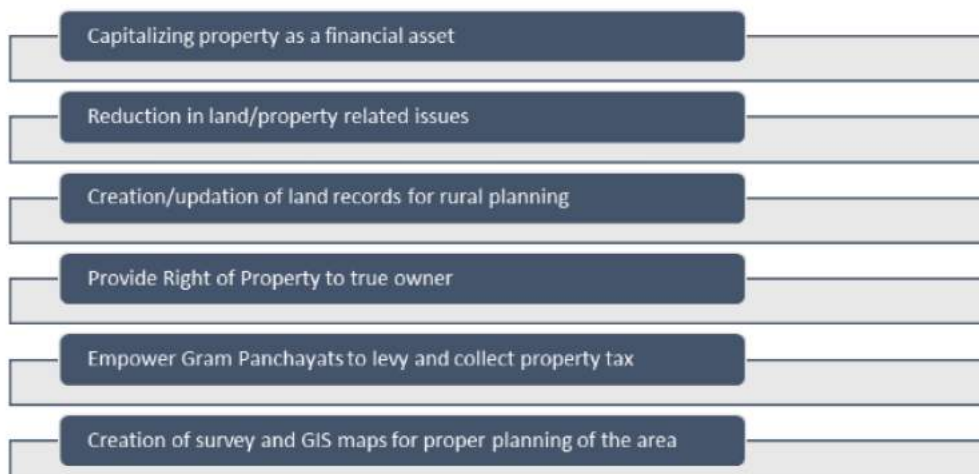 Capitalizing property as a financial asset
Reduction in land/property related issues
Creation/updation of land records for rural planning
Provide Right of Property to true owner
Empower Gram Panchayats to levy and collect property tax
Creation of survey and GIS maps for proper planning of the area